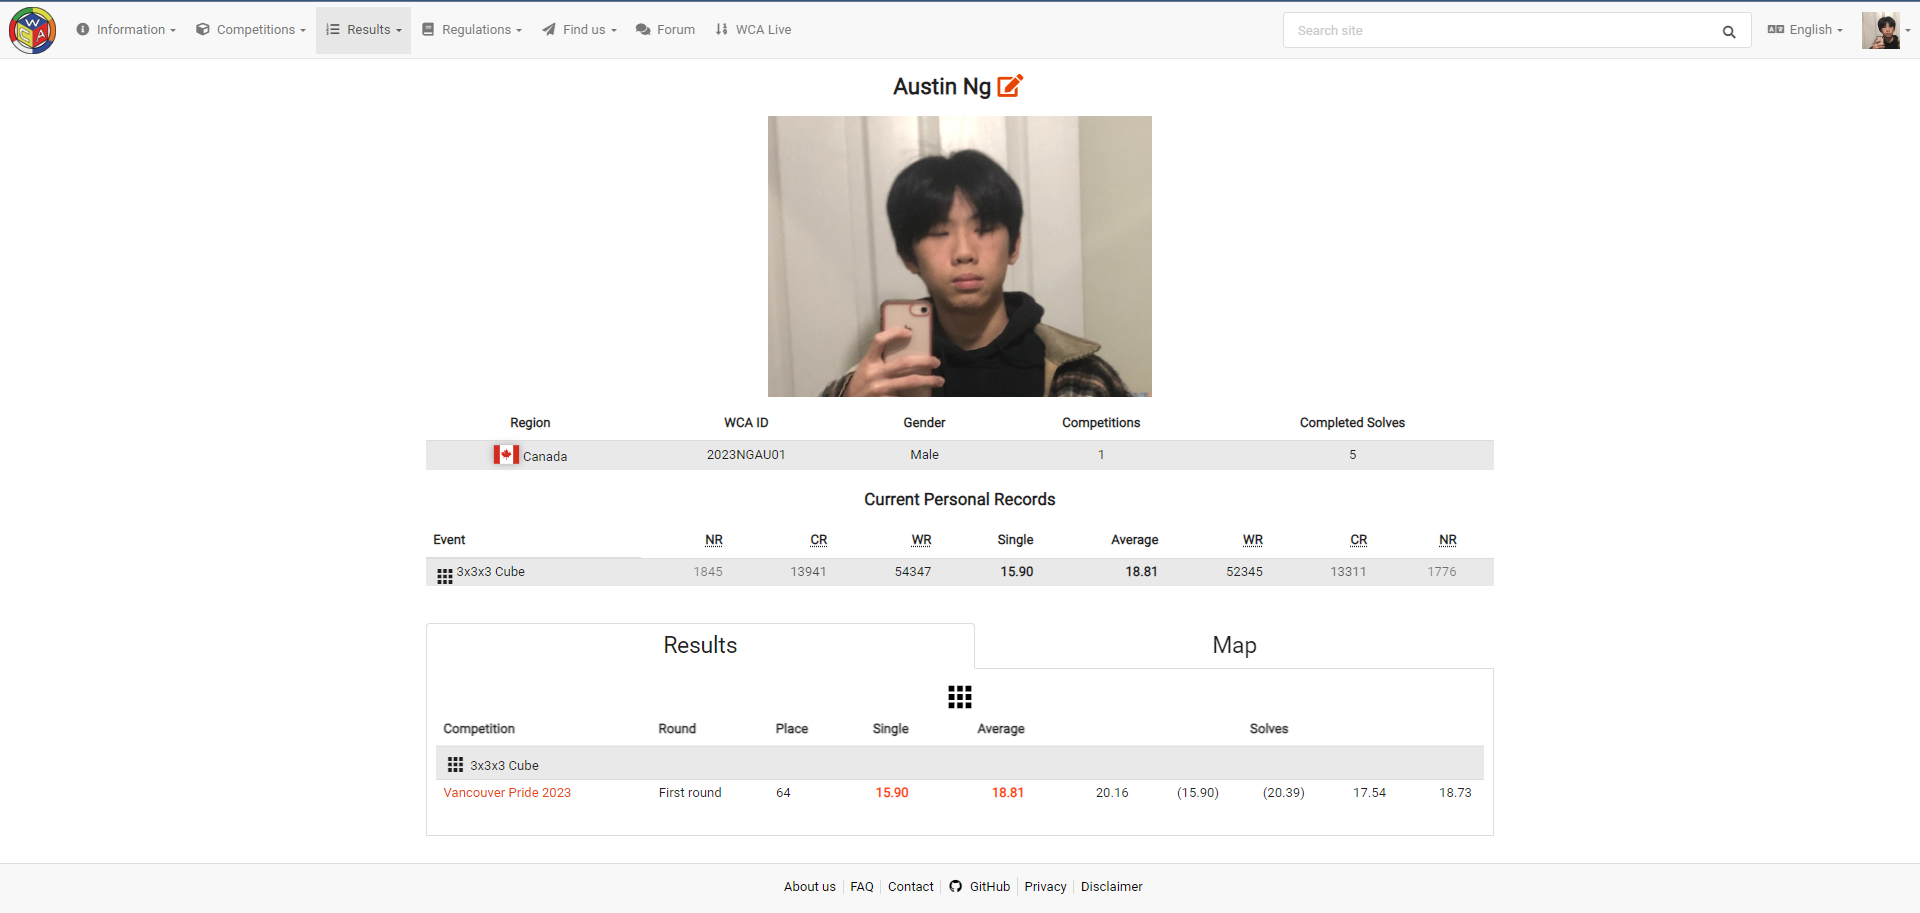 Information Competitions Results Regulations Find us Forum WCA Live Search site English
Austin Ng
Region WCA ID Gender Competitions Completed Solves
Canada 2023NGAU01 Male 1 5
Current Personal Records
Event NR CR WR Single Average WR CR NR
3x3x3 Cube 1845 13941 54347 15.90 18.81 52345 13311 1776
Results Map
Competition Round Place Single Average Solves
3x3x3 Cube
Vancouver Pride 2023 First round 64 15.90 18.81 20.16 (15.90) (20.39) 17.54 18.73
About us FAQ Contact GitHub Privacy Disclaimer